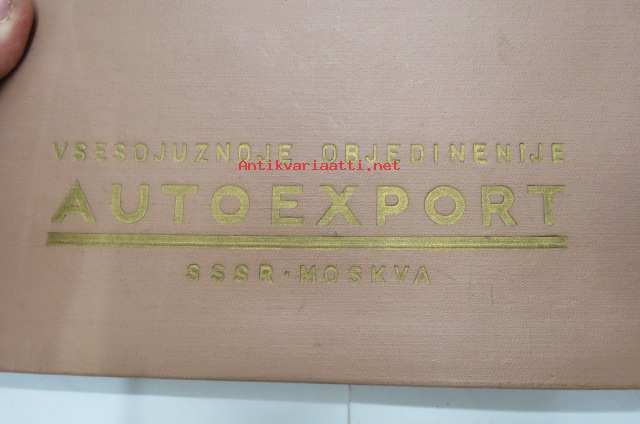 VSESOJUZNOJE OBJEDINENIJE
Antikvariaatti.net
AUTOEXPORT
SSSR · MOSKVA